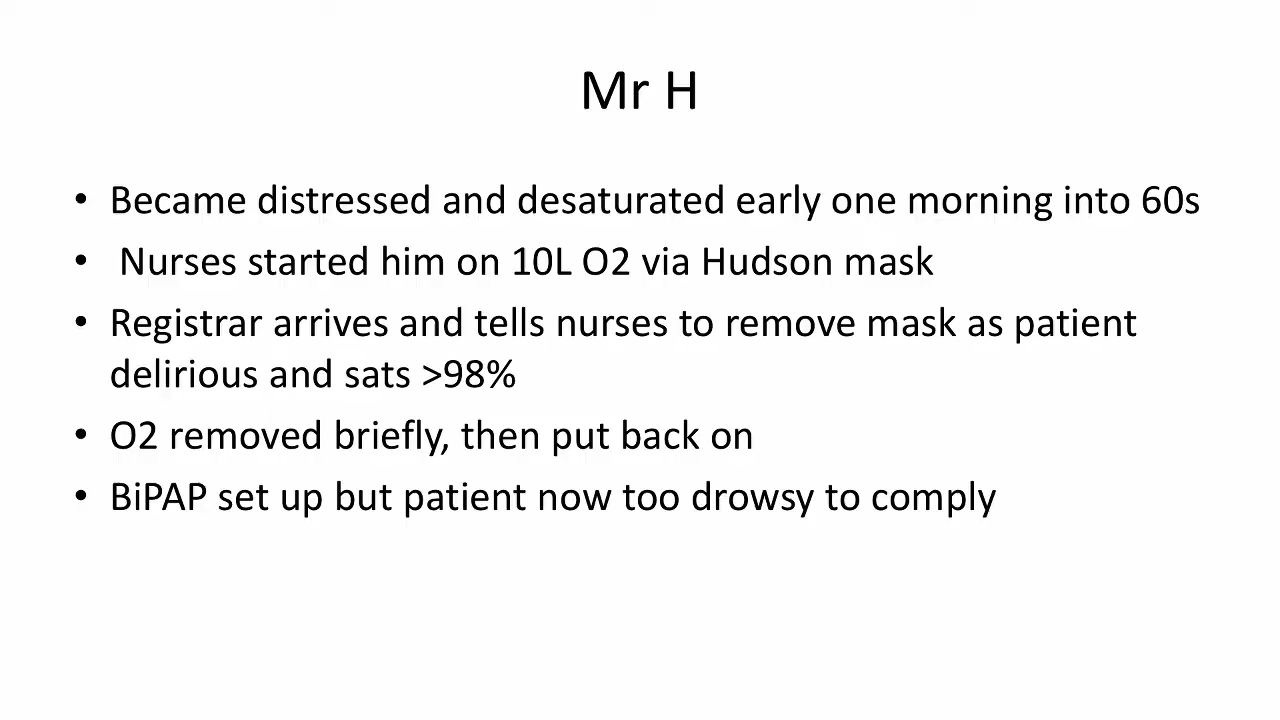 Mr H
• Became distressed and desaturated early one morning into 60s
• Nurses started him on 10L O2 via Hudson mask
• Registrar arrives and tells nurses to remove mask as patient
delirious and sats >98%
• O2 removed briefly, then put back on
• BiPAP set up but patient now too drowsy to comply